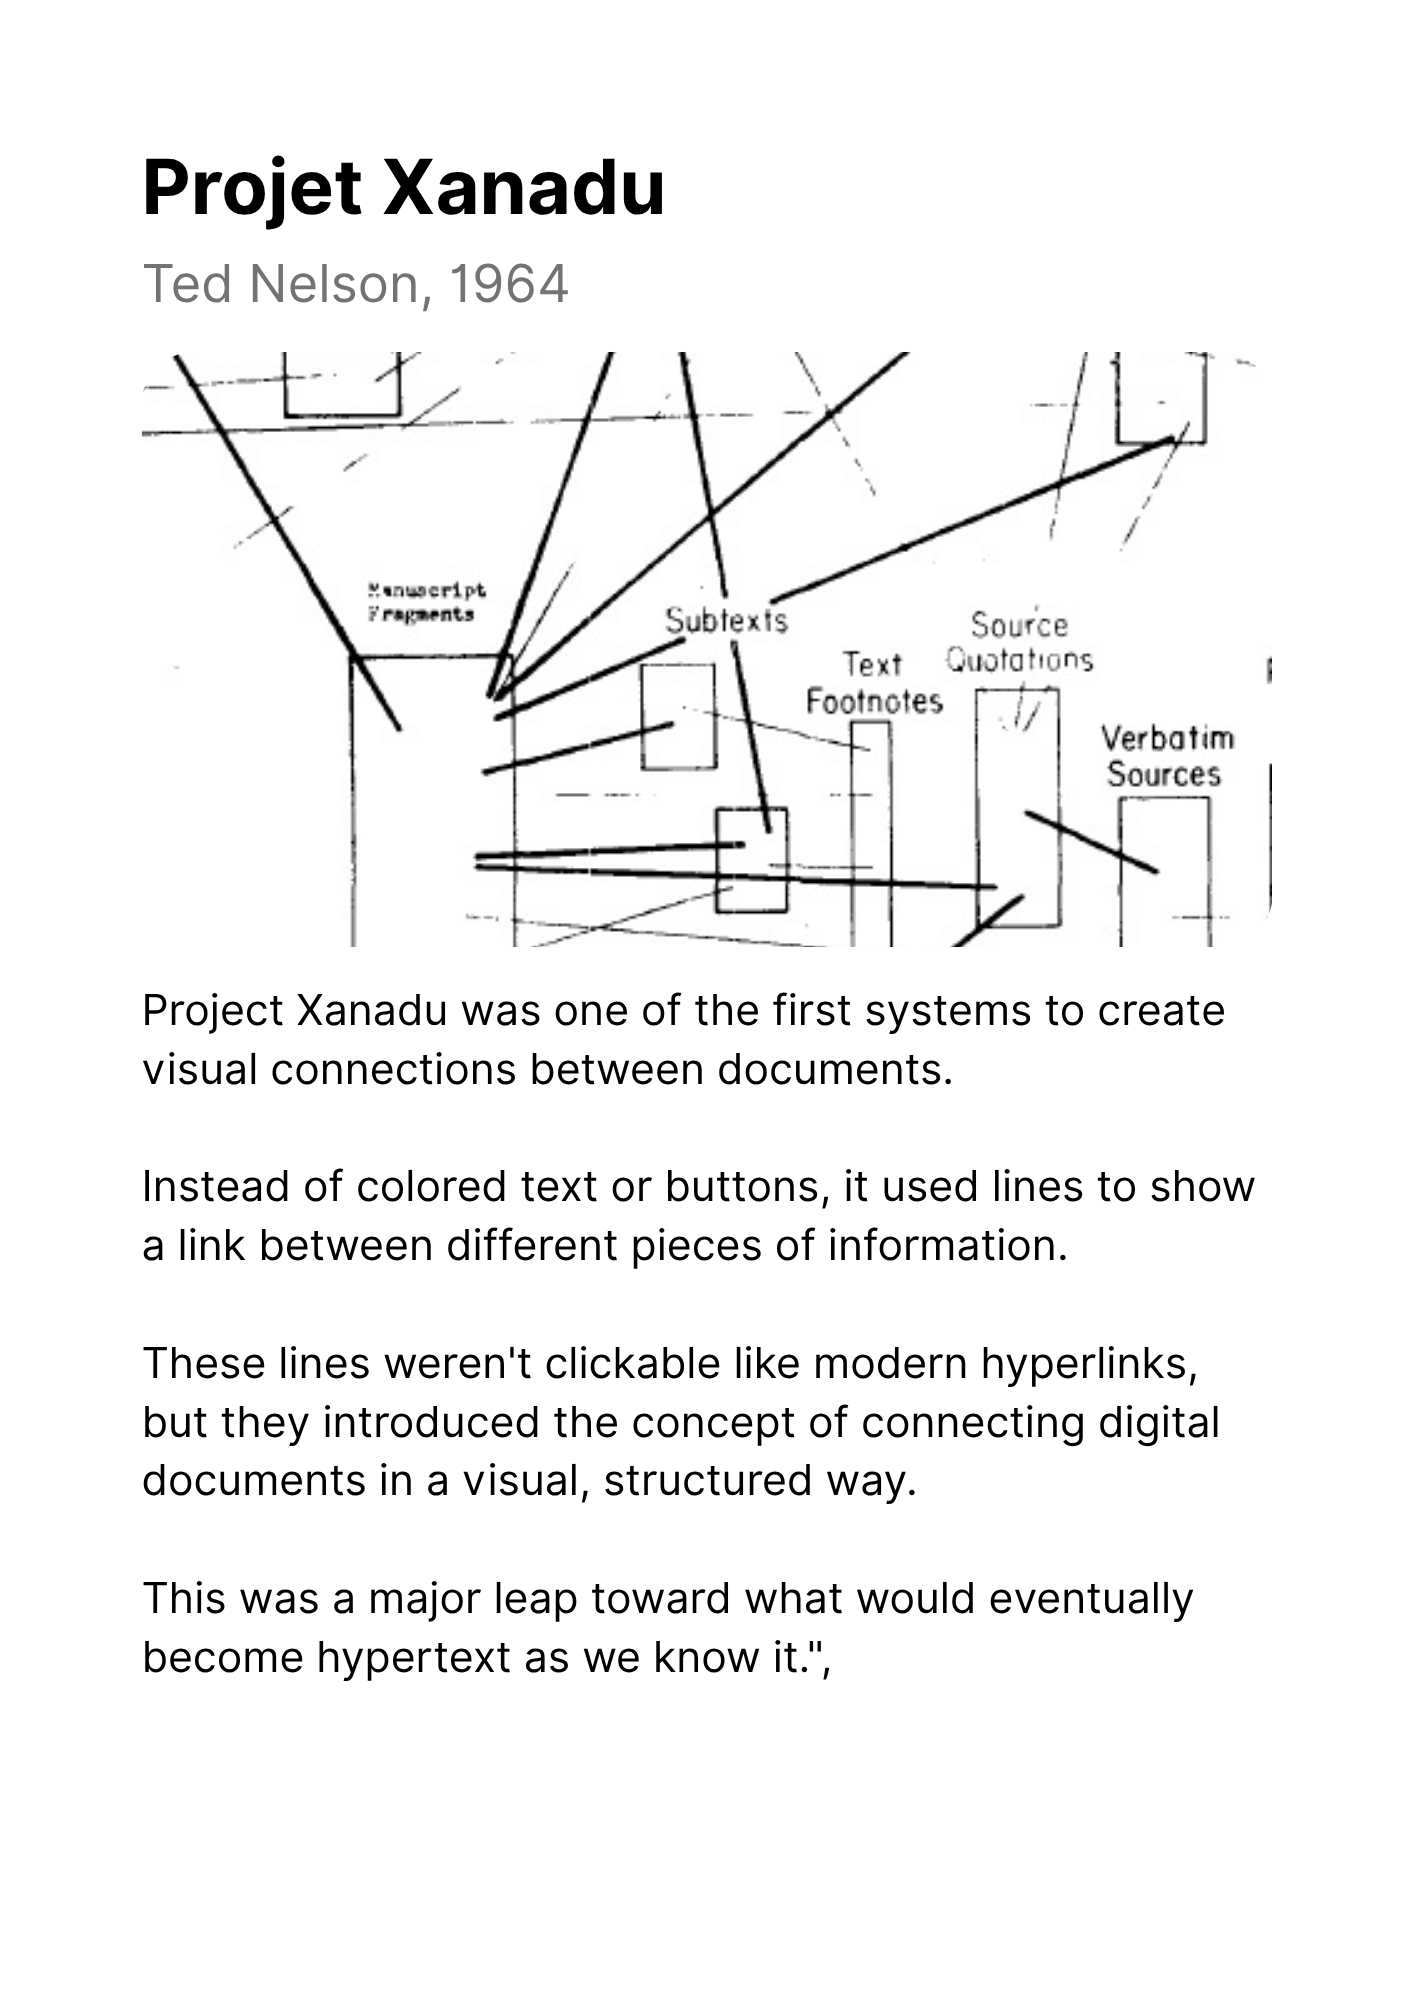 Projet Xanadu
Ted Nelson, 1964
Manuscript
Fragments
Subtexts
Source
Quotations
Text
Footnotes
Verbatim
Sources
Project Xanadu was one of the first systems to create
visual connections between documents.
Instead of colored text or buttons, it used lines to show
a link between different pieces of information.
These lines weren't clickable like modern hyperlinks,
but they introduced the concept of connecting digital
documents in a visual, structured way.
This was a major leap toward what would eventually
become hypertext as we know it.",